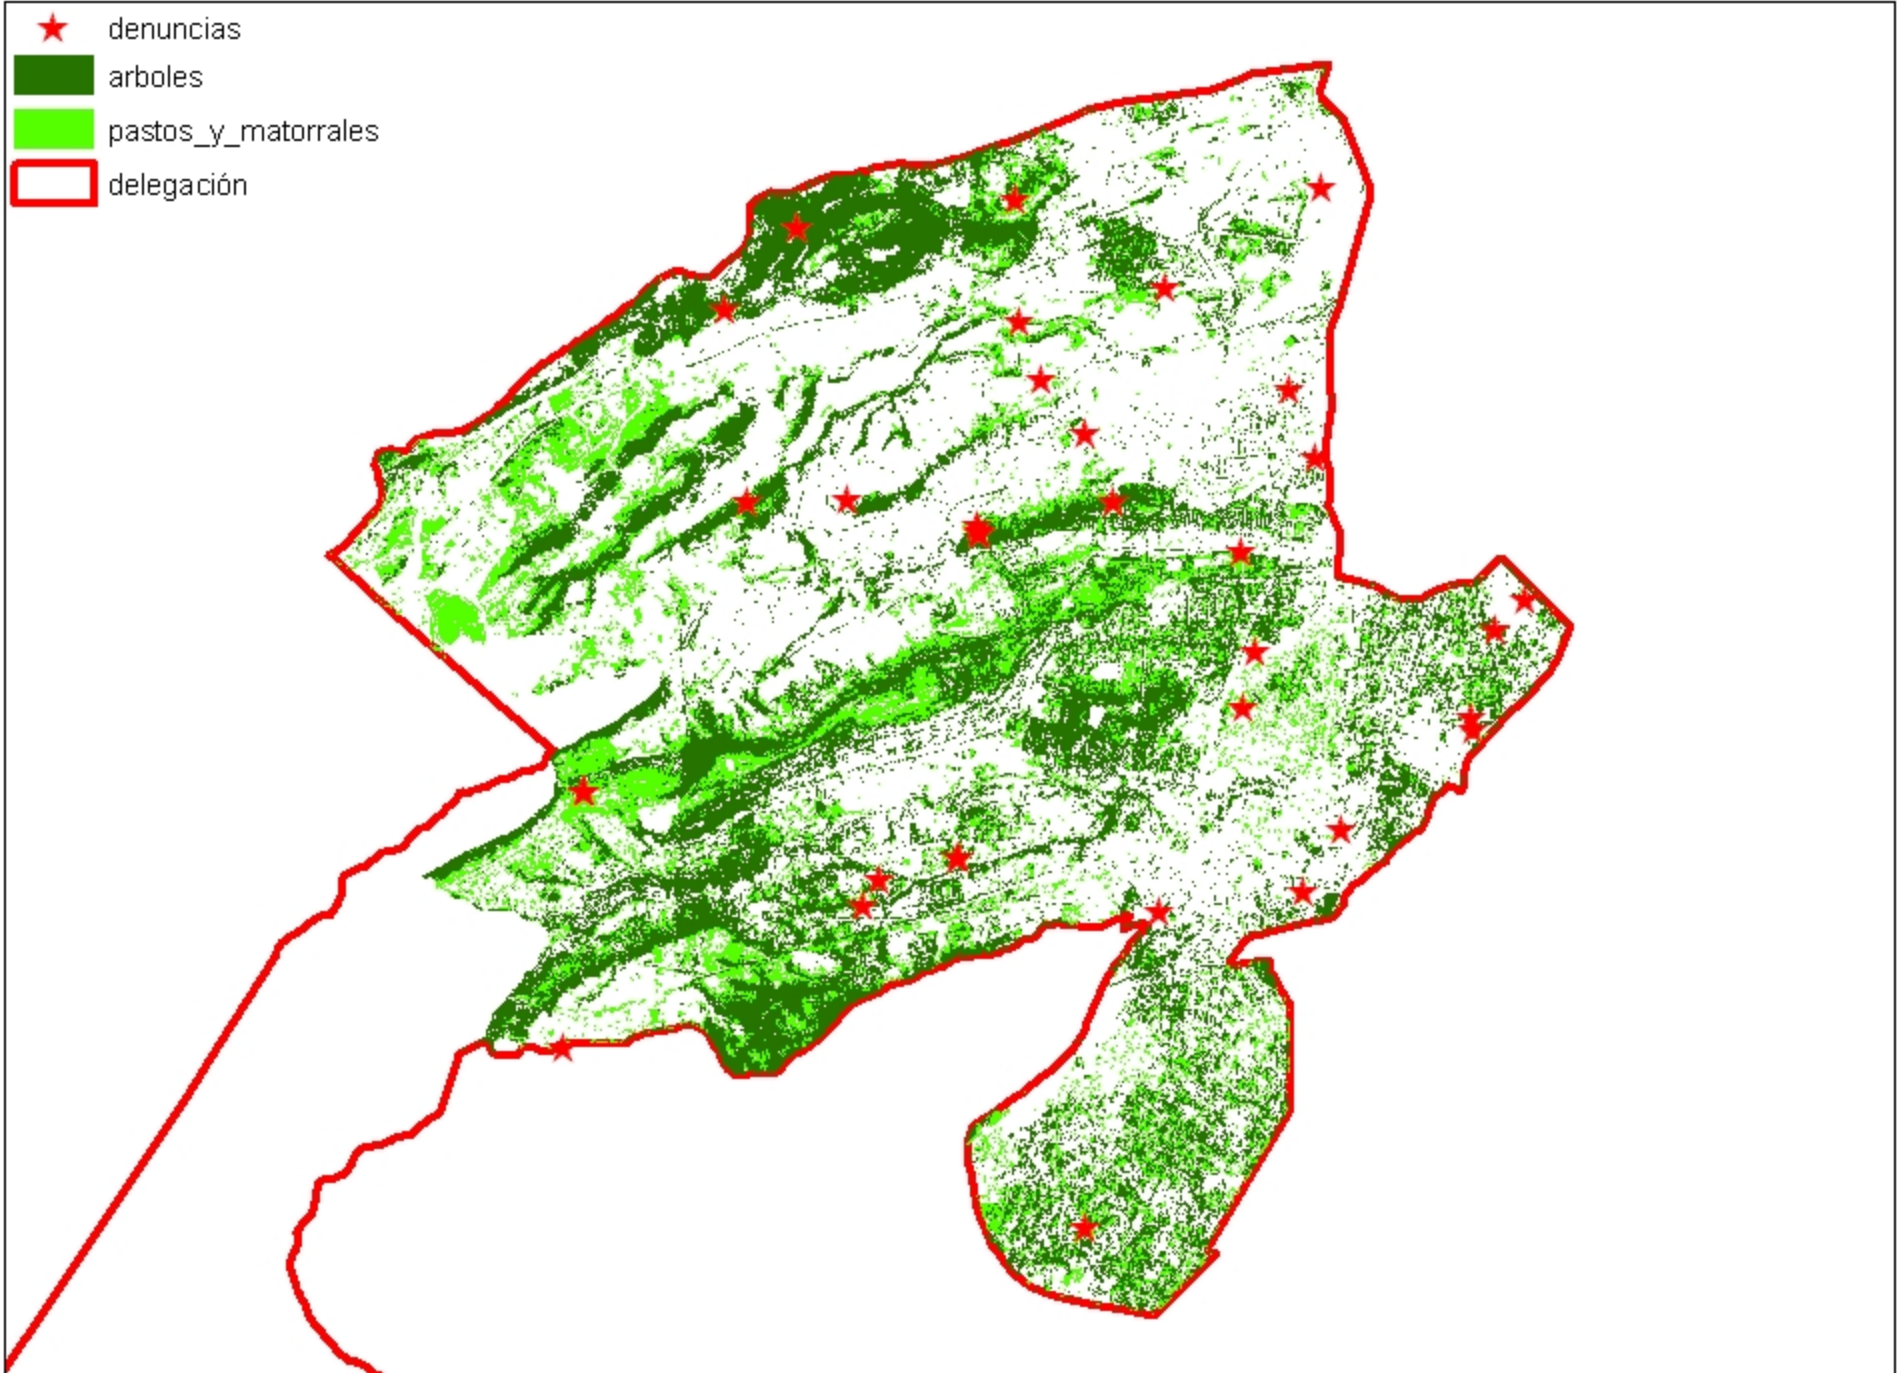 denuncias
arboles
pastos_y_matorrales
delegación